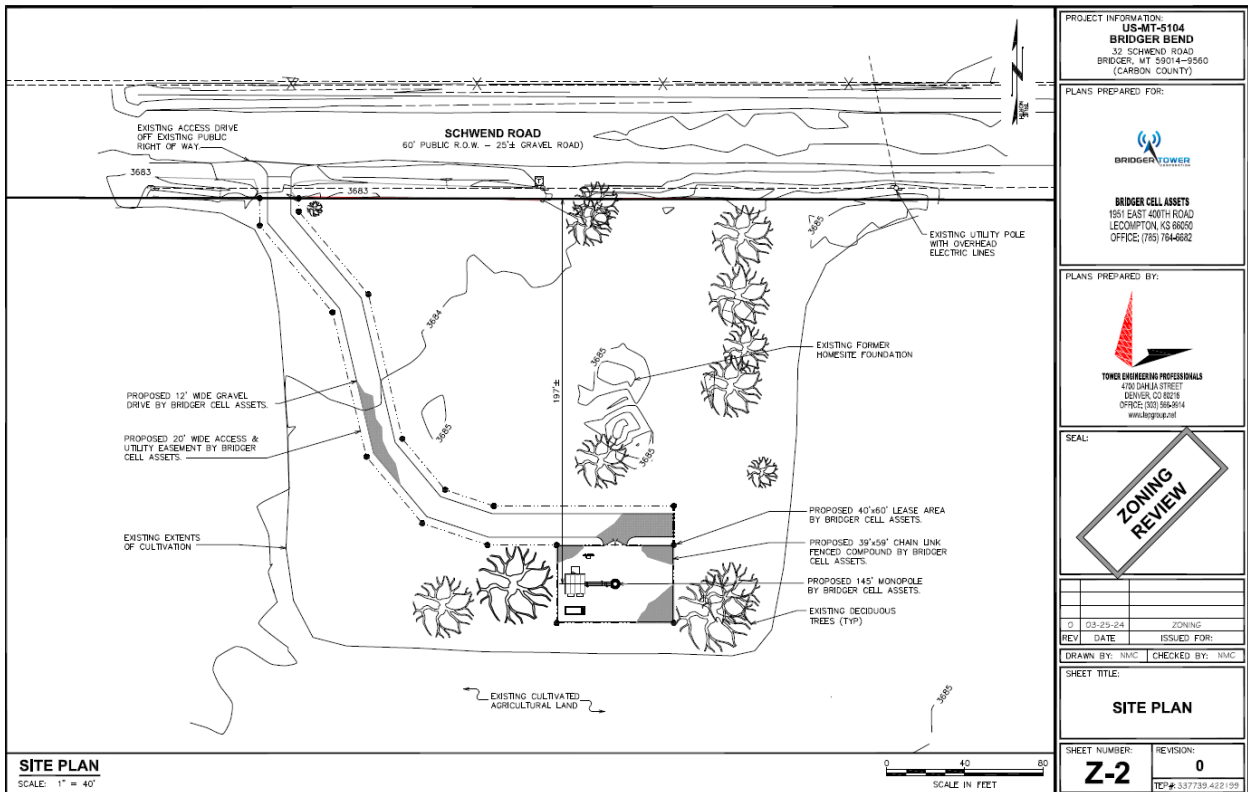 EXISTING ACCESS DRIVE
OFF EXISTING PUBLIC
RIGHT OF WAY.
SCHWEND ROAD
60' PUBLIC R.O.W. - 25'± GRAVEL ROAD)
TRUE
NORTH
3683
3683
T
3685
EXISTING UTILITY POLE
WITH OVERHEAD
ELECTRIC LINES
3684
3685
EXISTING FORMER
HOMESITE FOUNDATION
197'±
PROPOSED 12' WIDE GRAVEL
DRIVE BY BRIDGER CELL ASSETS.
3685
PROPOSED 20' WIDE ACCESS &
UTILITY EASEMENT BY BRIDGER
CELL ASSETS.
3685
PROPOSED 40'x60' LEASE AREA
BY BRIDGER CELL ASSETS.
EXISTING EXTENTS
OF CULTIVATION
PROPOSED 39'x59' CHAIN LINK
FENCED COMPOUND BY BRIDGER
CELL ASSETS.
PROPOSED 145' MONOPOLE
BY BRIDGER CELL ASSETS.
EXISTING DECIDUOUS
TREES (TYP)
EXISTING CULTIVATED
AGRICULTURAL LAND
3685
SITE PLAN
SCALE: 1" = 40'
0 40 80
SCALE IN FEET
PROJECT INFORMATION:
US-MT-5104
BRIDGER BEND
32 SCHWEND ROAD
BRIDGER, MT 59014-9560
(CARBON COUNTY)
PLANS PREPARED FOR:
BRIDGER TOWER
CORPORATION
BRIDGER CELL ASSETS
1951 EAST 400TH ROAD
LECOMPTON, KS 66050
OFFICE: (785) 764-6682
PLANS PREPARED BY:
TOWER ENGINEERING PROFESSIONALS
4700 DAHLIA STREET
DENVER, CO 80216
OFFICE: (303) 566-9914
www.tepgroup.net
SEAL:
ZONING
REVIEW
0 03-25-24 ZONING
REV DATE ISSUED FOR:
DRAWN BY: NMC CHECKED BY: NMC
SHEET TITLE:
SITE PLAN
SHEET NUMBER:
Z-2
REVISION:
0
TEP#: 337739.422199